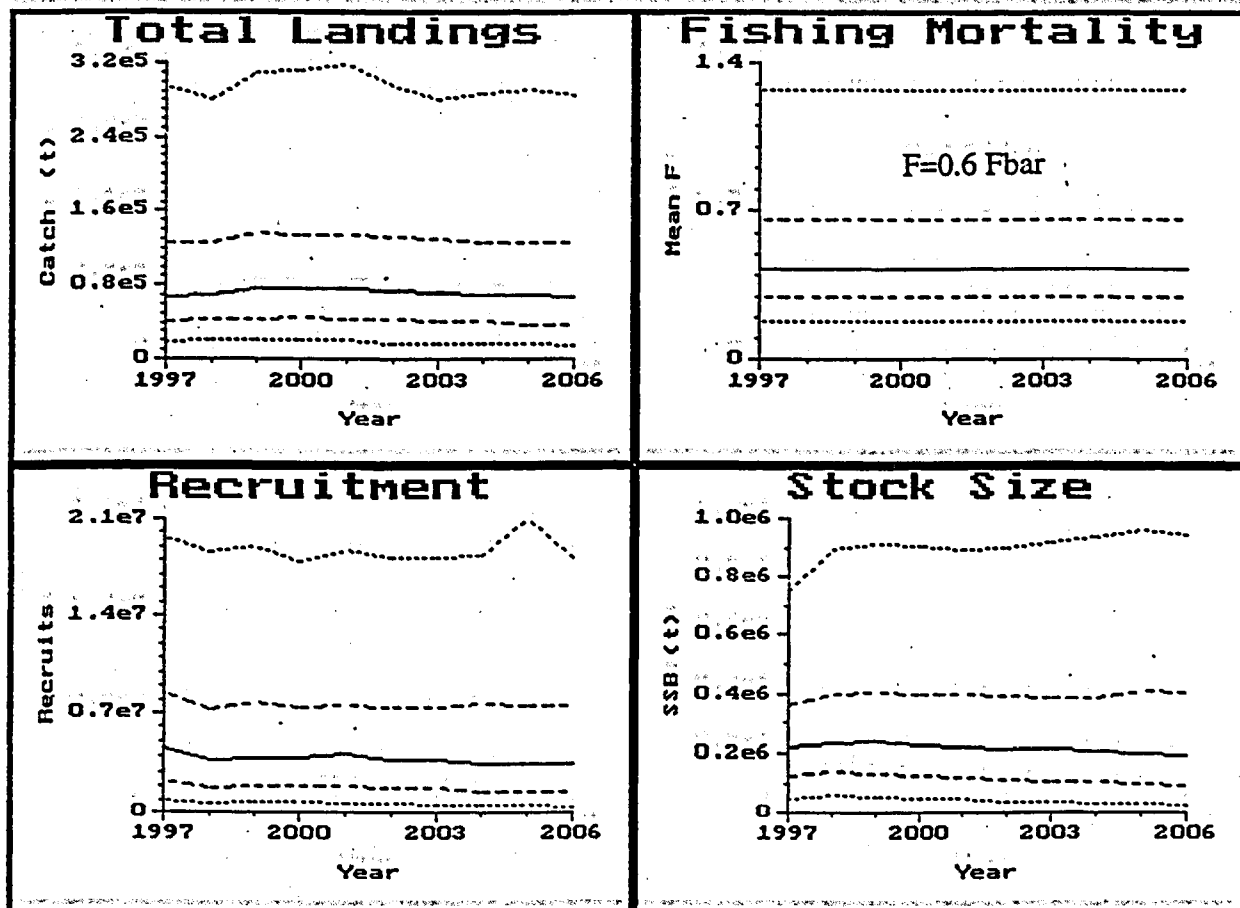 Total Landings
3.2e5
2.4e5
1.6e5
0.8e5
0
Catch (t)
1997 2000 2003 2006
Year
Fishing Mortality
1.4
0.7
0
Mean F
F=0.6 Fbar
1997 2000 2003 2006
Year
Recruitment
2.1e7
1.4e7
0.7e7
0
Recruits
1997 2000 2003 2006
Year
Stock Size
1.0e6
0.8e6
0.6e6
0.4e6
0.2e6
0
SSB (t)
1997 2000 2003 2006
Year